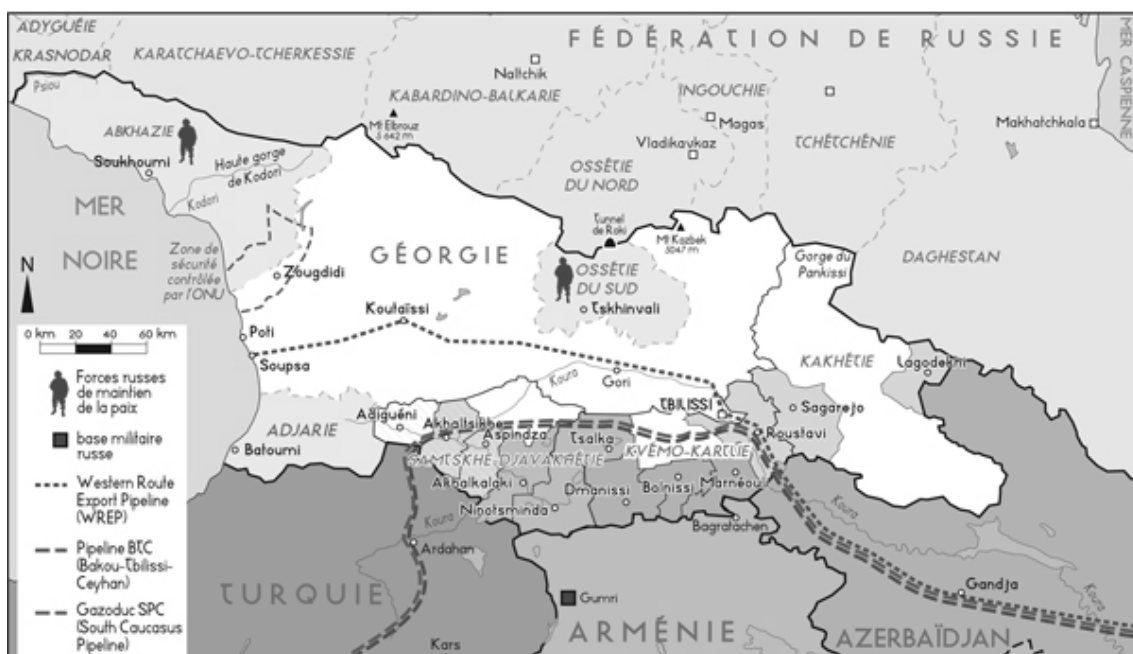 ADYGUÉIE
KRASNODAR
KARATCHAEVO-TCHERKESSIE
FÉDÉRATION DE RUSSIE
MER CASPIENNE
Naltchik
KABARDINO-BALKARIE
INGOUCHIE
Magas
TCHÉTCHÉNIE
Makhatchkala
Psiou
ABKHAZIE
Mt Elbrouz
5 642 m
Vladikavkaz
Soukhoumi
Haute gorge
de Kodori
Kodori
OSSÉTIE
DU NORD
MER
NOIRE
Tunnel
de Roki
Mt Kazbek
5047 m
Gorge du
Pankissi
DAGHESTAN
Zone de
sécurité
contrôlée
par l'ONU
GÉORGIE
OSSÉTIE
DU SUD
Zougdidi
N
Tskhinvali
Koutaïssi
Poti
Soupsa
KAKHÉTIE
Lagodekhi
Koura
Gori
TBILISSI
Sagarejo
Roustavi
ADJARIE
Batoumi
Adiguéni
Akhaltsikhe
Aspindza
Tsalka
SAMTSKHÉ-DJAVAKHÉTIE
KVÉMO-KARTLIE
Akhalkalaki
Dmanissi
Bolnissi
Marnéouli
Ninotsminda
Bagratachen
Koura
Ardahan
Koura
Gandja
Koura
TURQUIE
Gumri
ARMÉNIE
AZERBAÏDJAN
Kars
0 km 20 40 60 km
Forces russes
de maintien
de la paix
base militaire
russe
Western Route
Export Pipeline
(WREP)
Pipeline BTC
(Bakou-Tbilissi-
Ceyhan)
Gazoduc SPC
(South Caucasus
Pipeline)